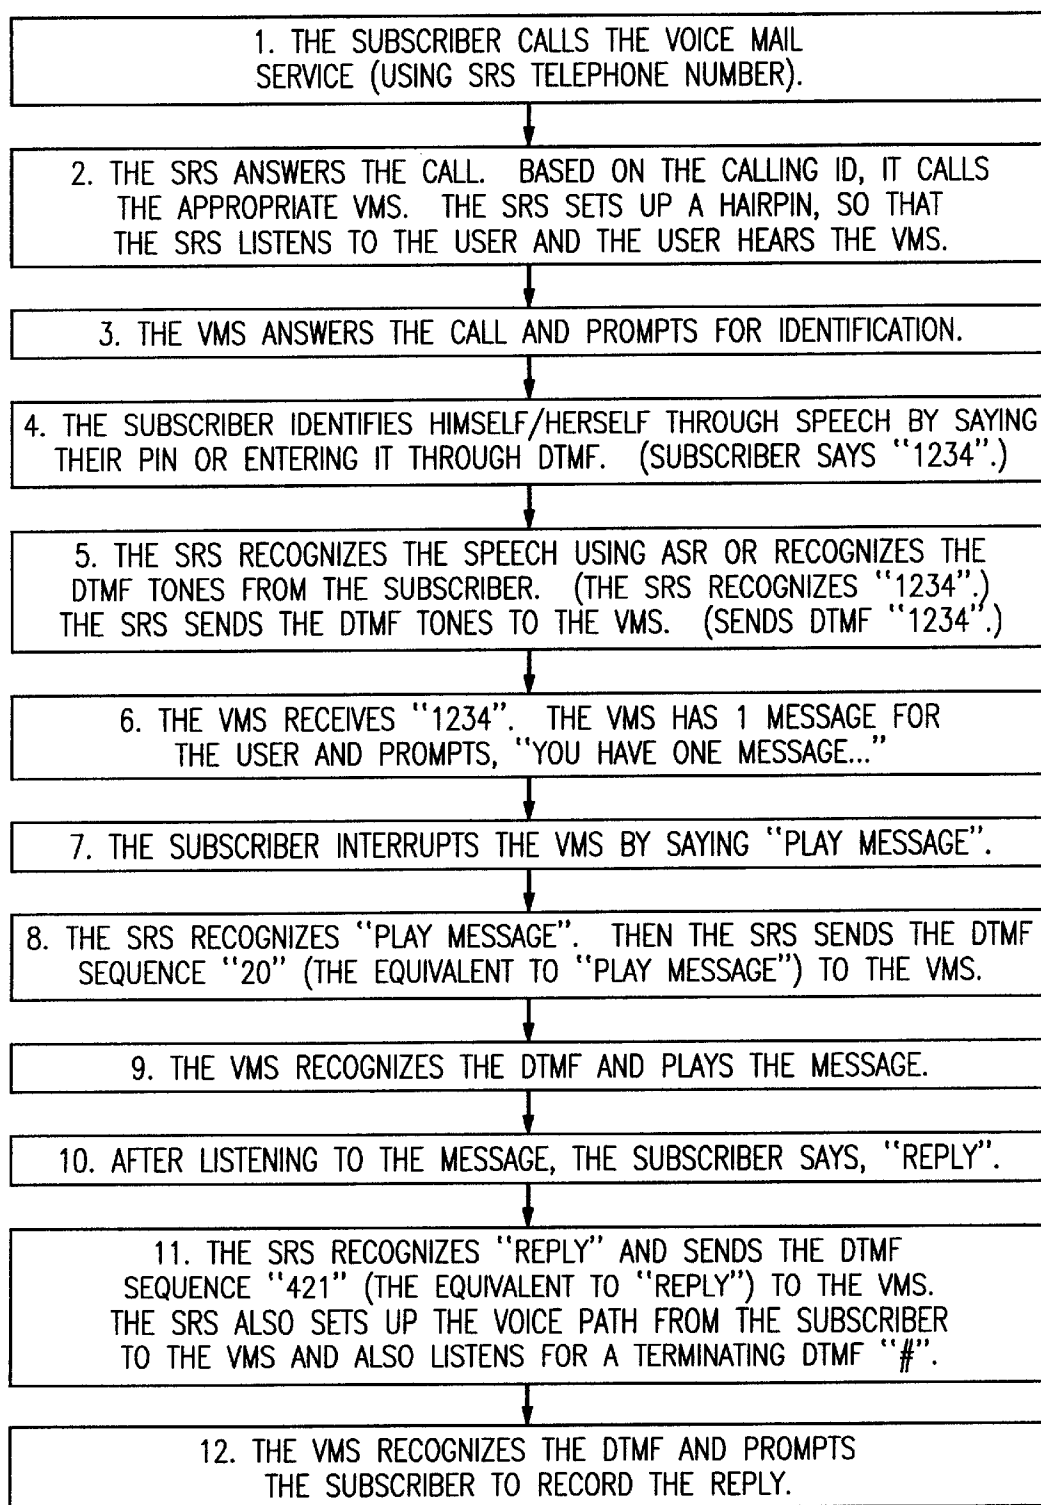 1. THE SUBSCRIBER CALLS THE VOICE MAIL
SERVICE (USING SRS TELEPHONE NUMBER).
2. THE SRS ANSWERS THE CALL. BASED ON THE CALLING ID, IT CALLS
THE APPROPRIATE VMS. THE SRS SETS UP A HAIRPIN, SO THAT
THE SRS LISTENS TO THE USER AND THE USER HEARS THE VMS.
3. THE VMS ANSWERS THE CALL AND PROMPTS FOR IDENTIFICATION.
4. THE SUBSCRIBER IDENTIFIES HIMSELF/HERSELF THROUGH SPEECH BY SAYING
THEIR PIN OR ENTERING IT THROUGH DTMF. (SUBSCRIBER SAYS "1234".)
5. THE SRS RECOGNIZES THE SPEECH USING ASR OR RECOGNIZES THE
DTMF TONES FROM THE SUBSCRIBER. (THE SRS RECOGNIZES "1234".)
THE SRS SENDS THE DTMF TONES TO THE VMS. (SENDS DTMF "1234".)
6. THE VMS RECEIVES "1234". THE VMS HAS 1 MESSAGE FOR
THE USER AND PROMPTS, "YOU HAVE ONE MESSAGE..."
7. THE SUBSCRIBER INTERRUPTS THE VMS BY SAYING "PLAY MESSAGE".
8. THE SRS RECOGNIZES "PLAY MESSAGE". THEN THE SRS SENDS THE DTMF
SEQUENCE "20" (THE EQUIVALENT TO "PLAY MESSAGE") TO THE VMS.
9. THE VMS RECOGNIZES THE DTMF AND PLAYS THE MESSAGE.
10. AFTER LISTENING TO THE MESSAGE, THE SUBSCRIBER SAYS, "REPLY".
11. THE SRS RECOGNIZES "REPLY" AND SENDS THE DTMF
SEQUENCE "421" (THE EQUIVALENT TO "REPLY") TO THE VMS.
THE SRS ALSO SETS UP THE VOICE PATH FROM THE SUBSCRIBER
TO THE VMS AND ALSO LISTENS FOR A TERMINATING DTMF "#".
12. THE VMS RECOGNIZES THE DTMF AND PROMPTS
THE SUBSCRIBER TO RECORD THE REPLY.